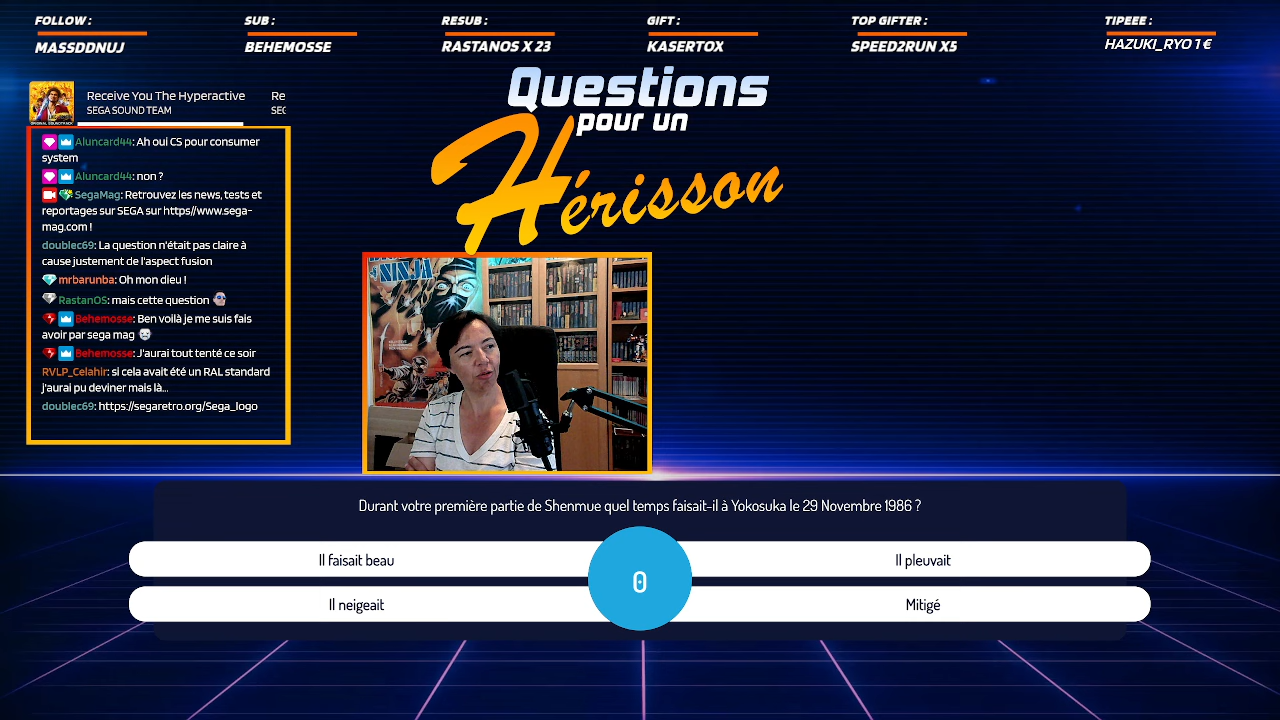 FOLLOW :
MASSDDNUJ
SUB :
BEHEMOSSE
RESUB :
RASTANOS X 23
GIFT :
KASERTOX
TOP GIFTER :
SPEED2RUN X5
TIPEEE :
HAZUKI_RYO 1 €
Questions
pour un
Hérisson
Receive You The Hyperactive
Re
SEGA SOUND TEAM
SEG
Aluncard44: Ah oui CS pour consumer
system
Aluncard44: non ?
SegaMag: Retrouvez les news, tests et
reportages sur SEGA sur https//www.sega-
mag.com !
doublec69: La question n'était pas claire à
cause justement de l'aspect fusion
mrbarunba: Oh mon dieu !
RastanOS: mais cette question
Behemosse: Ben voilà je me suis fais
avoir par sega mag
Behemosse: J'aurai tout tenté ce soir
RVLP_Celahir: si cela avait été un RAL standard
j'aurai pu deviner mais là...
doublec69: https://segaretro.org/Sega_logo
NINJA
Durant votre première partie de Shenmue quel temps faisait-il à Yokosuka le 29 Novembre 1986 ?
Il faisait beau
Il pleuvait
0
Il neigeait
Mitigé